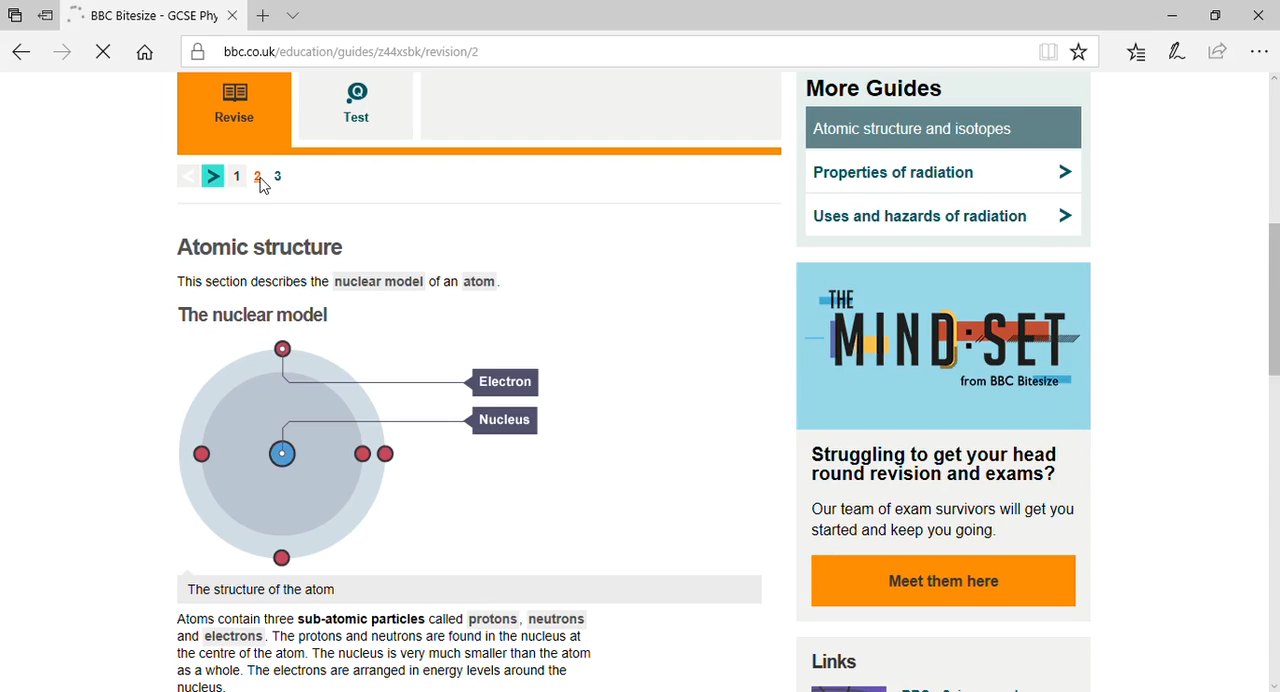 BBC Bitesize - GCSE Phy
bbc.co.uk/education/guides/z44xsbk/revision/2
Revise
Test
1 2 3
Atomic structure
This section describes the nuclear model of an atom.
The nuclear model
Electron
Nucleus
The structure of the atom
Atoms contain three sub-atomic particles called protons, neutrons
and electrons. The protons and neutrons are found in the nucleus at
the centre of the atom. The nucleus is very much smaller than the atom
as a whole. The electrons are arranged in energy levels around the
nucleus.
More Guides
Atomic structure and isotopes
Properties of radiation
Uses and hazards of radiation
THE
MIND:SET
from BBC Bitesize
Struggling to get your head
round revision and exams?
Our team of exam survivors will get you
started and keep you going.
Meet them here
Links